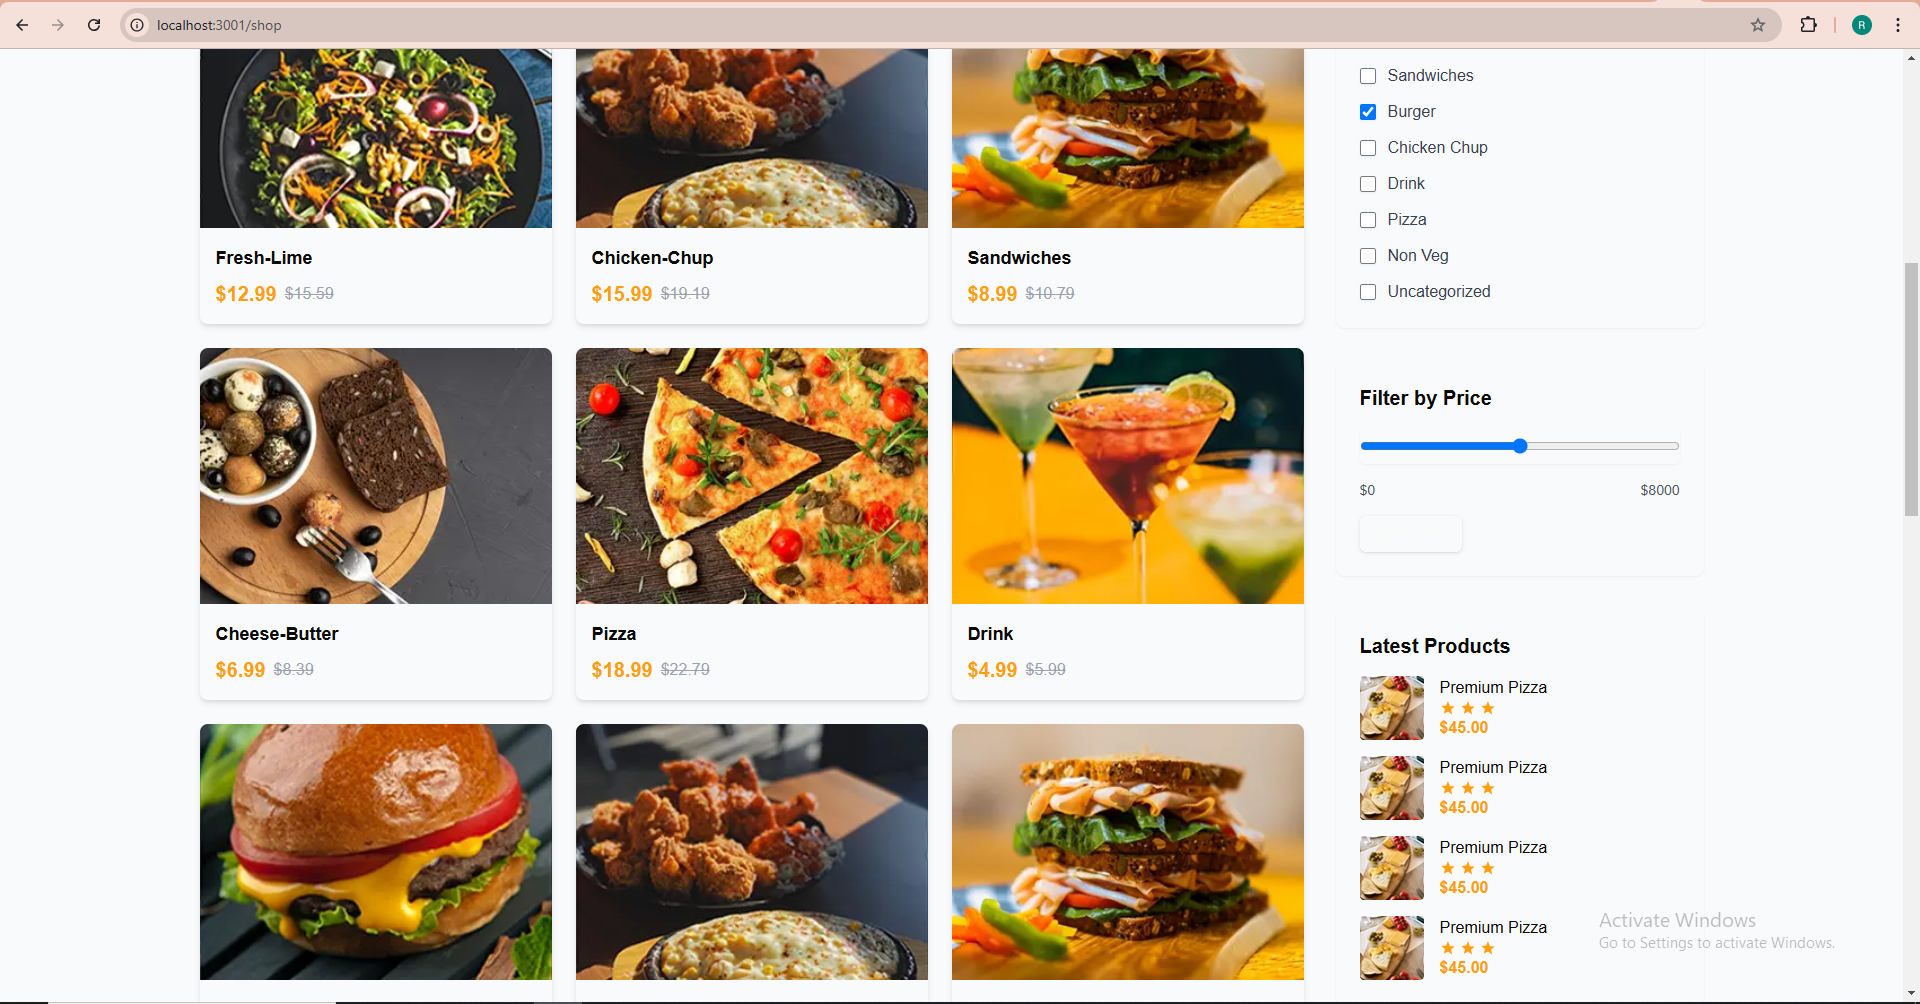 localhost:3001/shop
R
Fresh-Lime
$12.99 $15.59
Chicken-Chup
$15.99 $19.19
Sandwiches
$8.99 $10.79
Cheese-Butter
$6.99 $8.39
Pizza
$18.99 $22.79
Drink
$4.99 $5.99
Sandwiches
Burger
Chicken Chup
Drink
Pizza
Non Veg
Uncategorized
Filter by Price
$0 $8000
Latest Products
Premium Pizza
$45.00
Premium Pizza
$45.00
Premium Pizza
$45.00
Premium Pizza
$45.00
Activate Windows
Go to Settings to activate Windows.